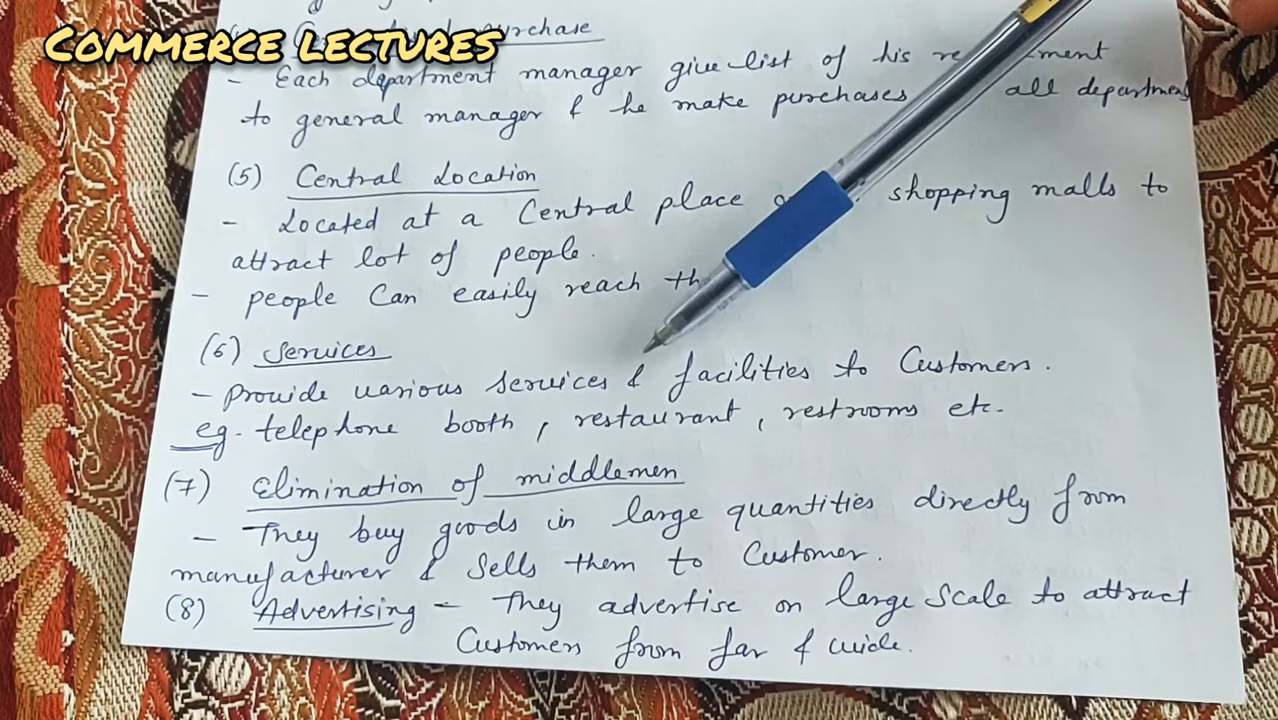 COMMERCE LECTURES
purchase
- Each department manager give list of his
to general manager & he make purchases all department
(5) Central Location
- Located at a Central place shopping malls to
attract lot of people.
- people Can easily reach
(6) Services
- Provide various services & facilities to Customers.
eg. telephone booth, restaurant, restrooms etc.
(7) Elimination of middlemen
- They buy goods in large quantities directly from
manufacturer & Sells them to Customer.
(8) Advertising - They advertise on large Scale to attract
Customers from far & wide.